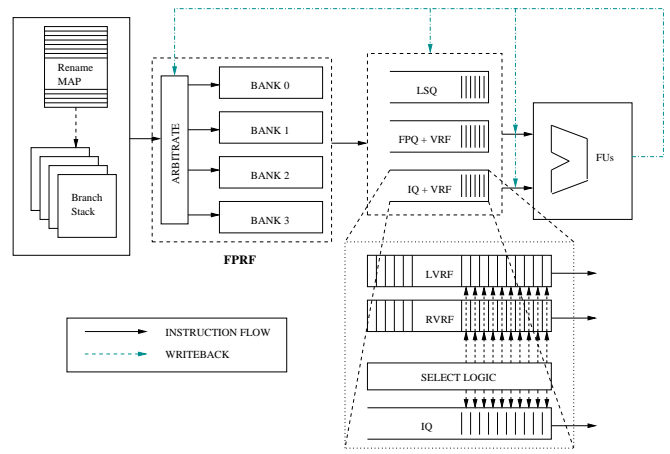 Rename
MAP
Branch
Stack
ARBITRATE
BANK 0
BANK 1
BANK 2
BANK 3
FPRF
LSQ
FPQ + VRF
IQ + VRF
FUs
LVRF
RVRF
SELECT LOGIC
IQ
INSTRUCTION FLOW
WRITEBACK